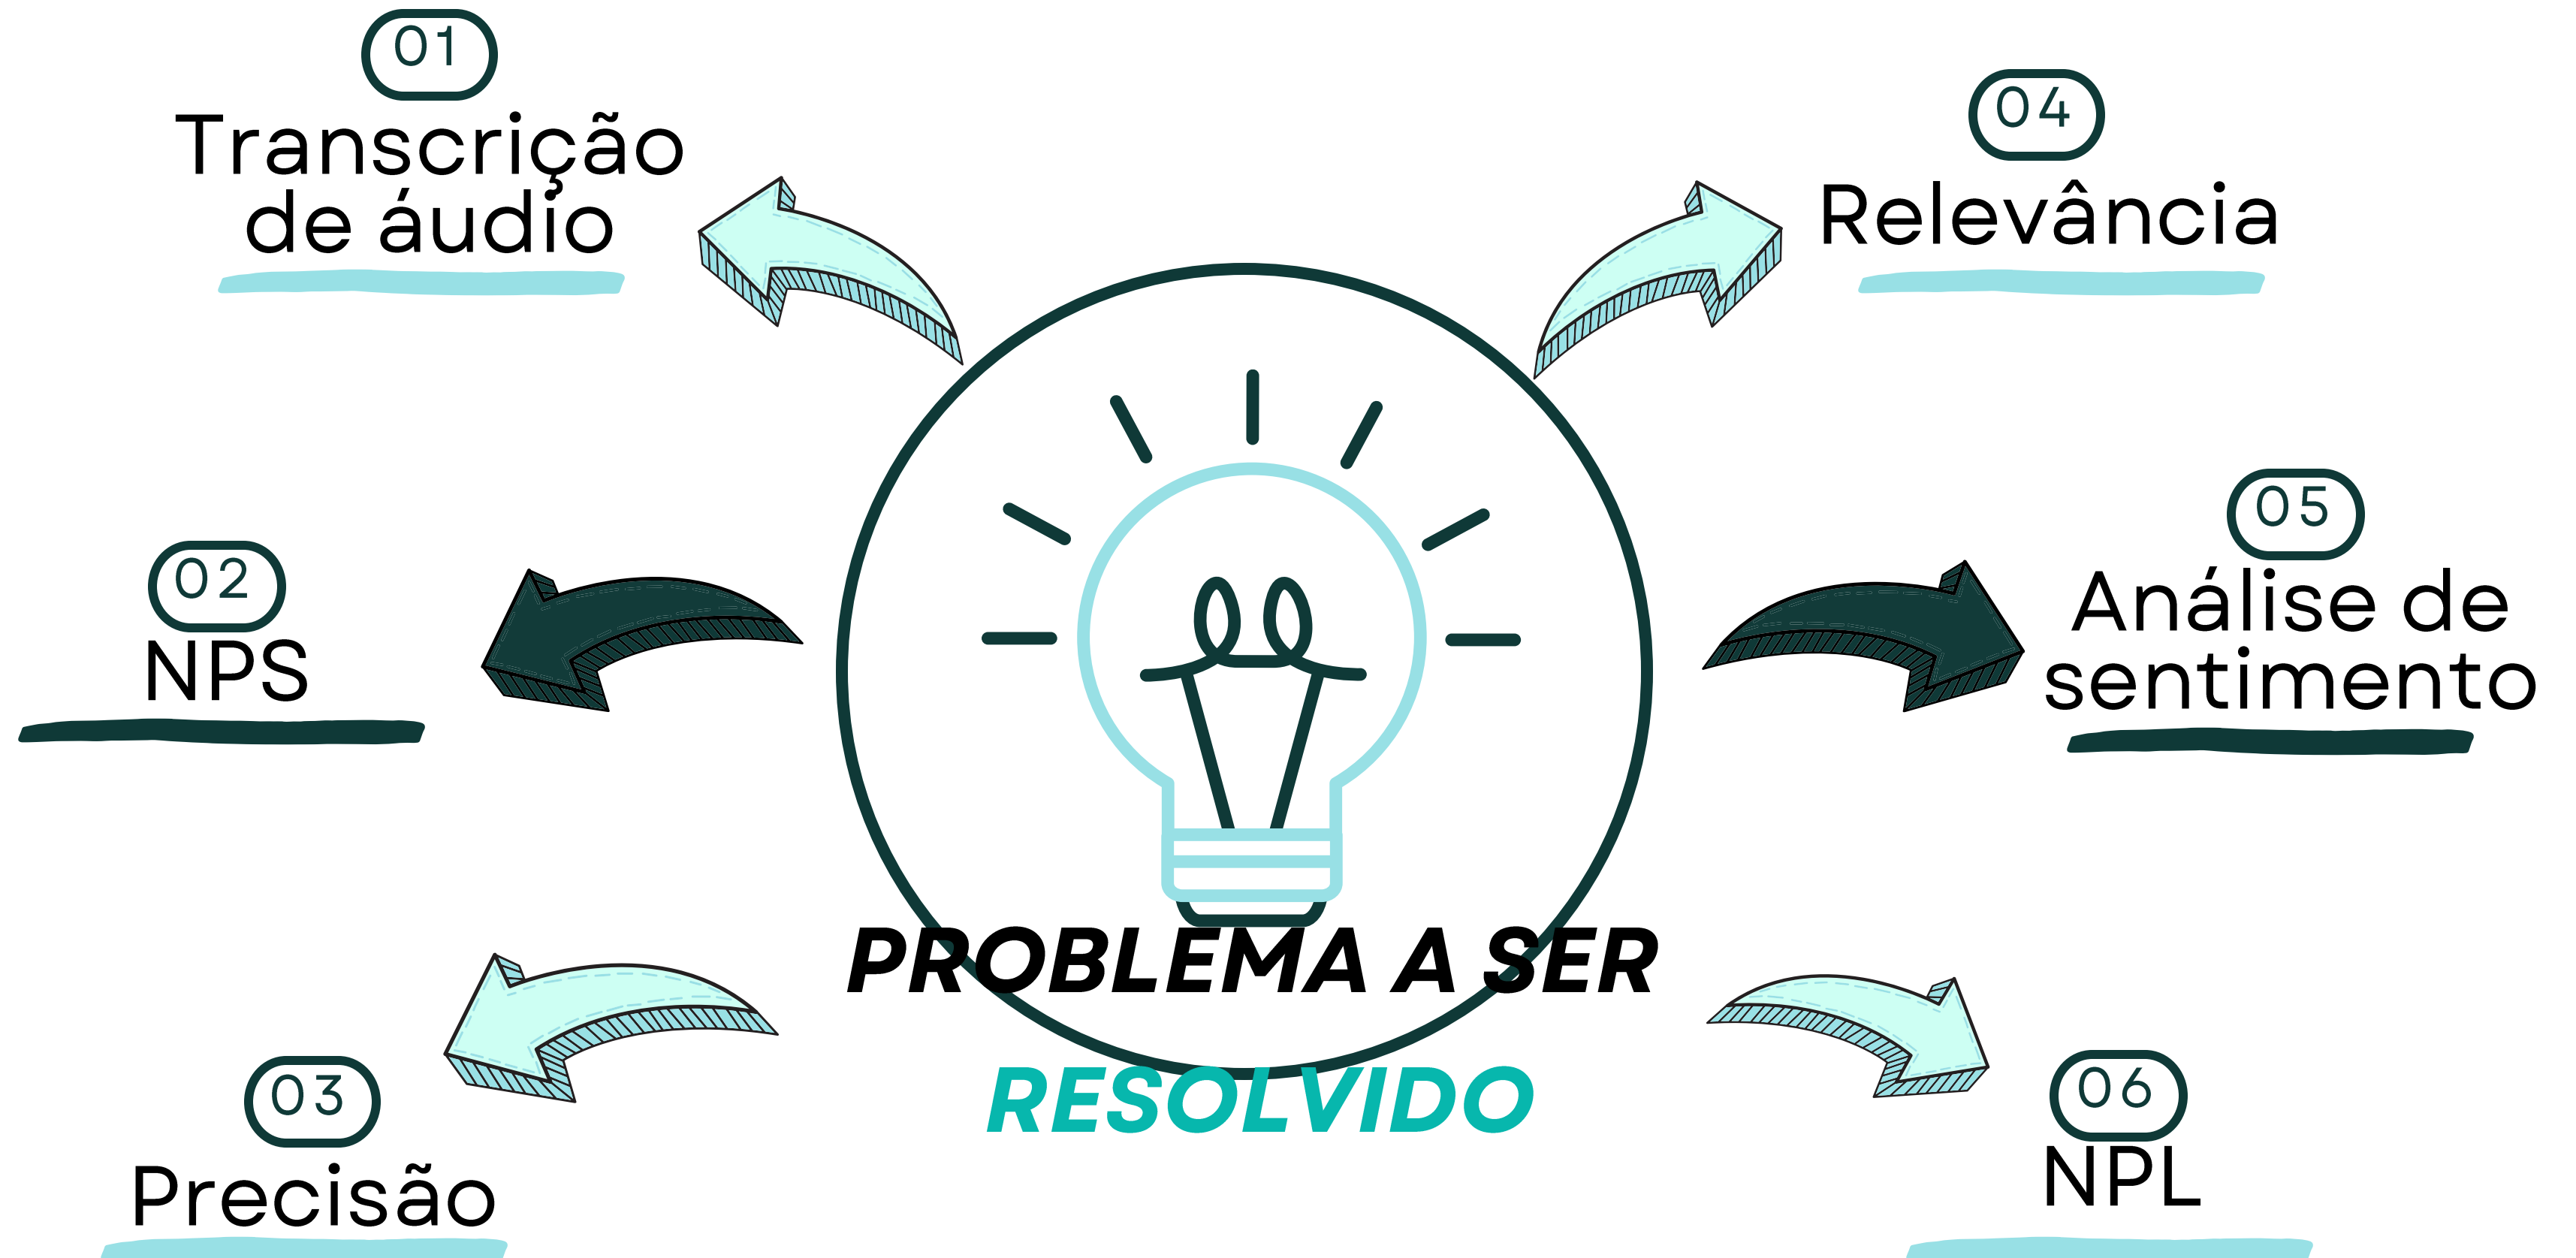 01
Transcrição
de áudio
02
NPS
03
Precisão
PROBLEMA A SER
RESOLVIDO
04
Relevância
05
Análise de
sentimento
06
NPL